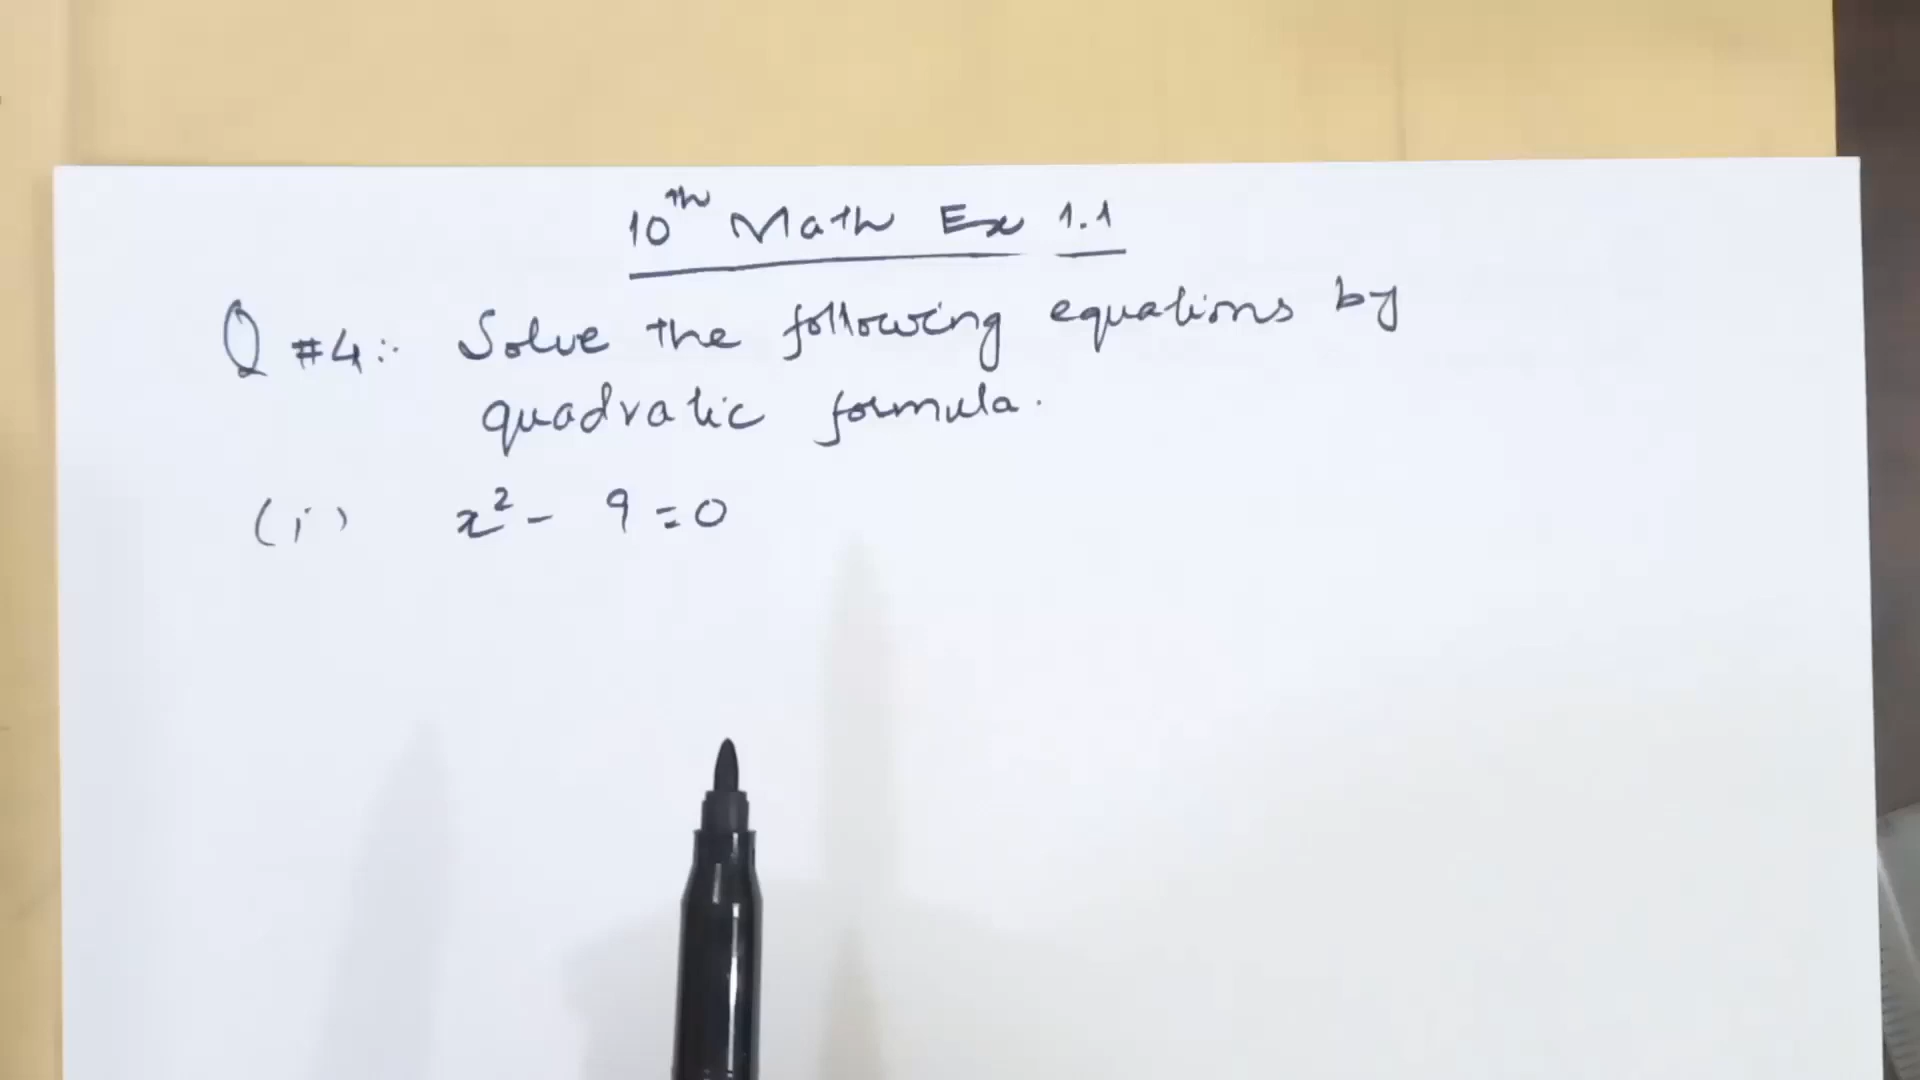 10th Math Ex 1.1
Q #4:- Solve the following equations by
quadratic formula.
(i) x² - 9 = 0